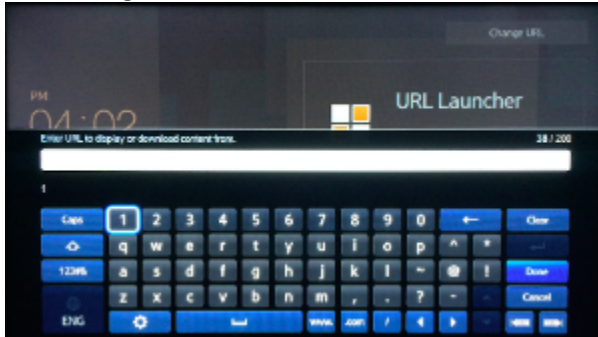 Change URL
PM
04:02
URL Launcher
Enter URL to display or download content from.
38 / 200
1
Caps 1 2 3 4 5 6 7 8 9 0 ← Clear
q w e r t y u i o p ^ *
123#& a s d f g h j k l ~ @ ! Done
z x c v b n m , . ? - Cancel
ENG www. .com /